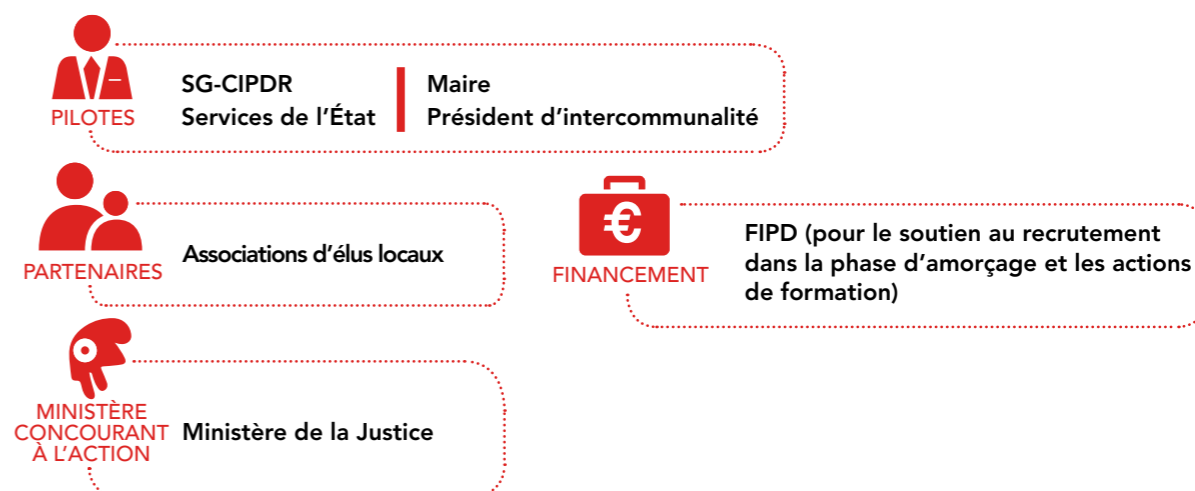 PILOTES
SG-CIPDR
Services de l'État
Maire
Président d'intercommunalité
PARTENAIRES
Associations d'élus locaux
€
FINANCEMENT
FIPD (pour le soutien au recrutement
dans la phase d'amorçage et les actions
de formation)
MINISTÈRE
CONCOURANT
À L'ACTION
Ministère de la Justice